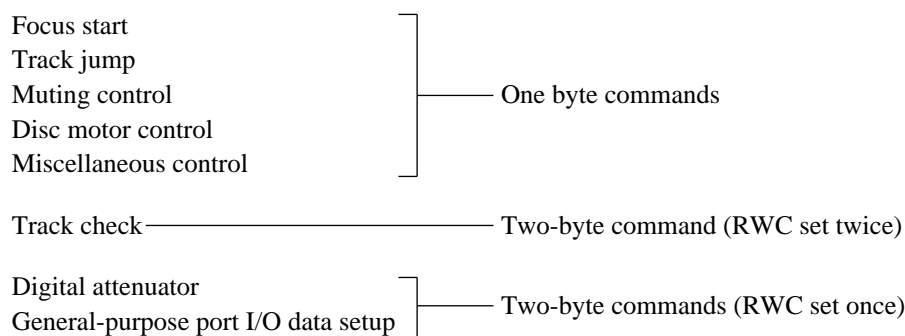 Focus start
Track jump
Muting control
One byte commands
Disc motor control
Miscellaneous control
Track check Two-byte command (RWC set twice)
Digital attenuator
Two-byte commands (RWC set once)
General-purpose port I/O data setup